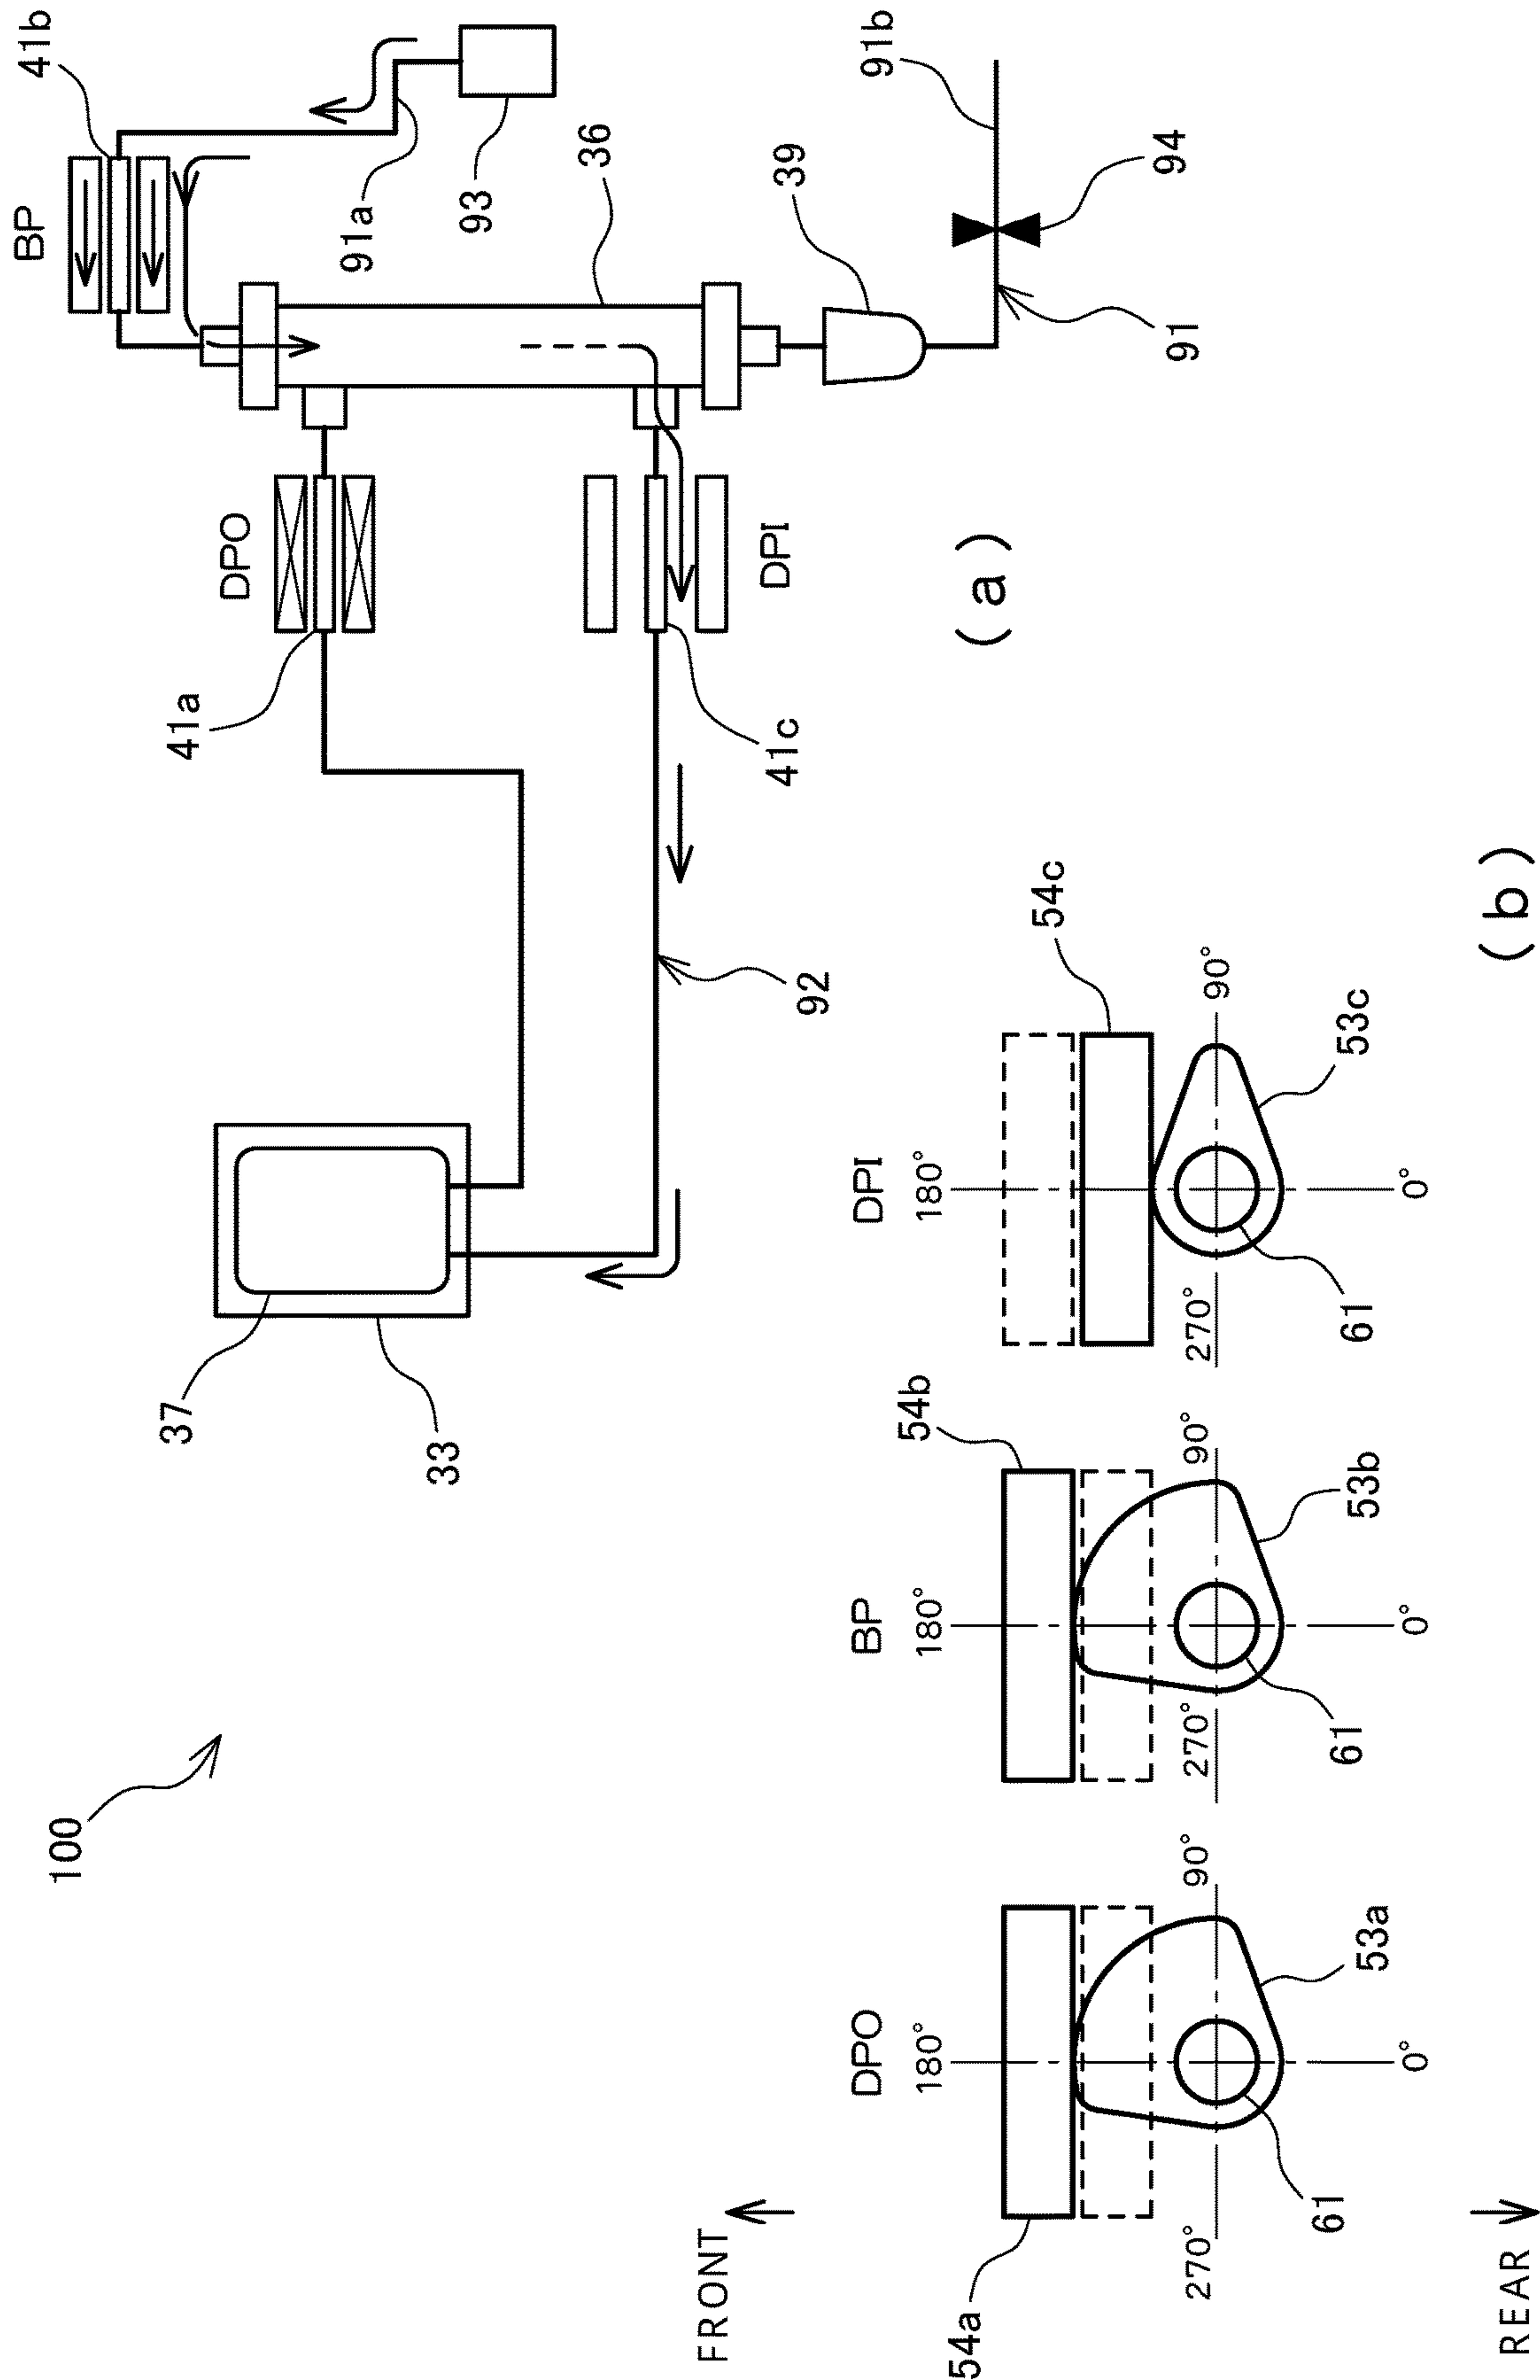 100
37
33
41a
DPO
BP
41b
91a
93
36
39
91b
94
91
DPI
41c
92
(a)
FRONT
REAR
DPO
180°
90°
270°
0°
54a
53a
61
BP
180°
90°
270°
0°
54b
53b
61
DPI
180°
90°
270°
0°
54c
53c
61
(b)